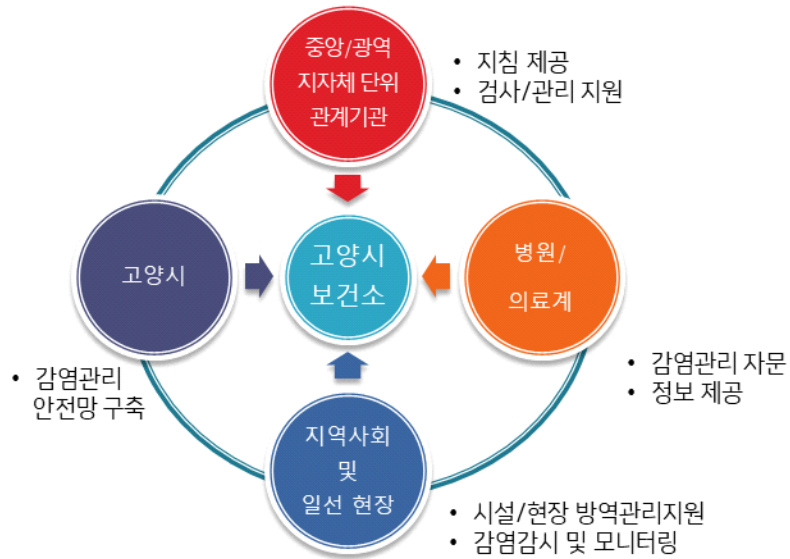 중앙/광역
지자체 단위
관계기관
• 지침 제공
• 검사/관리 지원
고양시
고양시
보건소
병원/
의료계
• 감염관리
안전망 구축
• 감염관리 자문
• 정보 제공
지역사회
및
일선 현장
• 시설/현장 방역관리지원
• 감염감시 및 모니터링